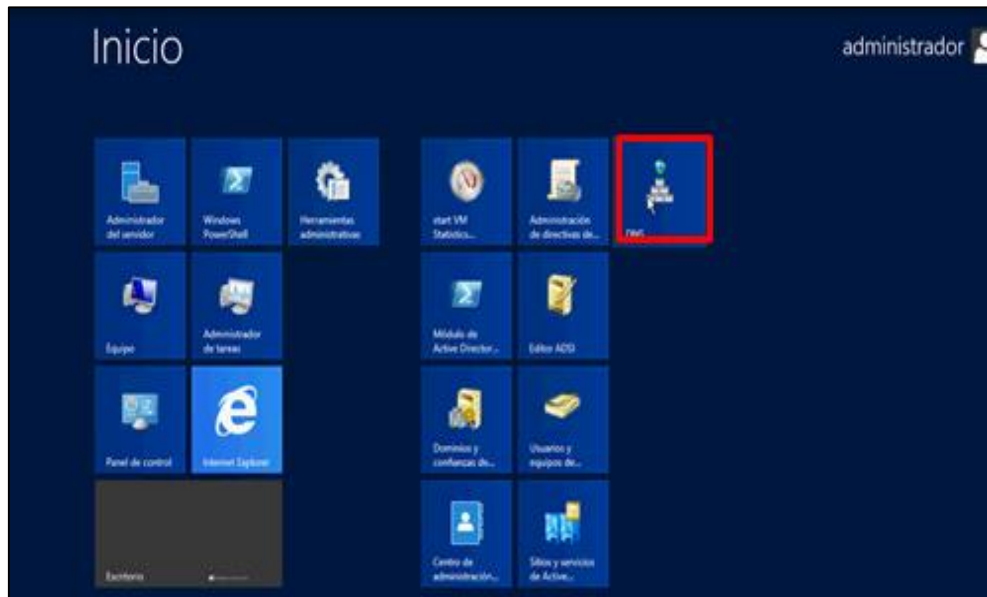 Inicio
administrador
Administrador
del servidor
Windows
PowerShell
Herramientas
administrativas
start VM
Statistics...
Administración
de directivas de...
Equipo
Administrador
de tareas
Módulo de
Active Director...
Editor ADSI
Panel de control
Internet Explorer
Dominios y
confianzas de...
Usuarios y
equipos de...
Escritorio
Centro de
administración...
Sitios y servicios
de Active...